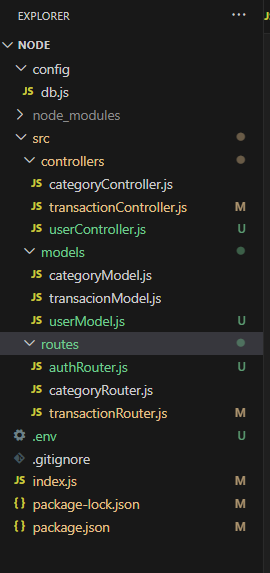 EXPLORER ...
NODE
config
JS db.js
node_modules
src
controllers
JS categoryController.js
JS transactionController.js M
JS userController.js U
models
JS categoryModel.js
JS transacionModel.js
JS userModel.js U
routes
JS authRouter.js U
JS categoryRouter.js
JS transactionRouter.js M
.env U
.gitignore
JS index.js M
{} package-lock.json M
{} package.json M